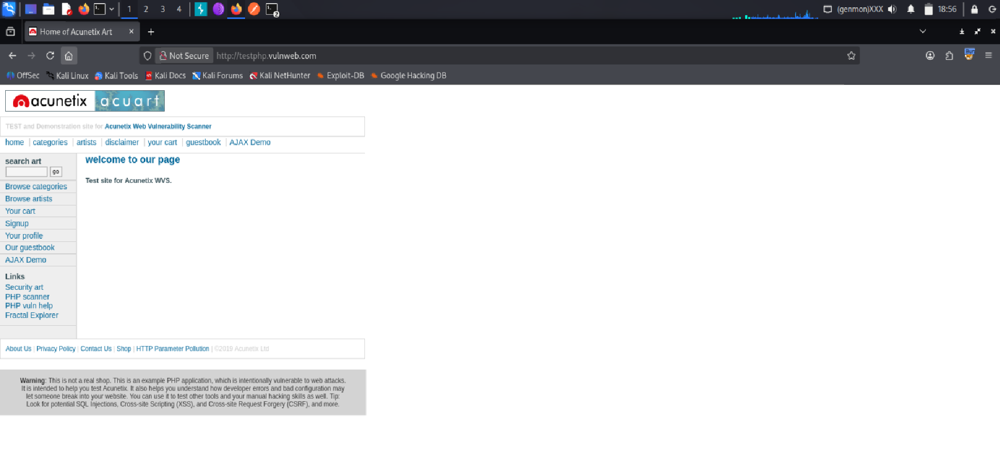 1 2 3 4 2 (genmon)XXX 18:56
Home of Acunetix Art
Not Secure http://testphp.vulnweb.com
OffSec Kali Linux Kali Tools Kali Docs Kali Forums Kali NetHunter Exploit-DB Google Hacking DB
acunetix acuart
TEST and Demonstration site for Acunetix Web Vulnerability Scanner
home | categories | artists | disclaimer | your cart | guestbook | AJAX Demo
search art
go
Browse categories
Browse artists
Your cart
Signup
Your profile
Our guestbook
AJAX Demo
Links
Security art
PHP scanner
PHP vuln help
Fractal Explorer
welcome to our page
Test site for Acunetix WVS.
About Us | Privacy Policy | Contact Us | Shop | HTTP Parameter Pollution | ©2019 Acunetix Ltd
Warning: This is not a real shop. This is an example PHP application, which is intentionally vulnerable to web attacks.
It is intended to help you test Acunetix. It also helps you understand how developer errors and bad configuration may
let someone break into your website. You can use it to test other tools and your manual hacking skills as well. Tip:
Look for potential SQL Injections, Cross-site Scripting (XSS), and Cross-site Request Forgery (CSRF), and more.